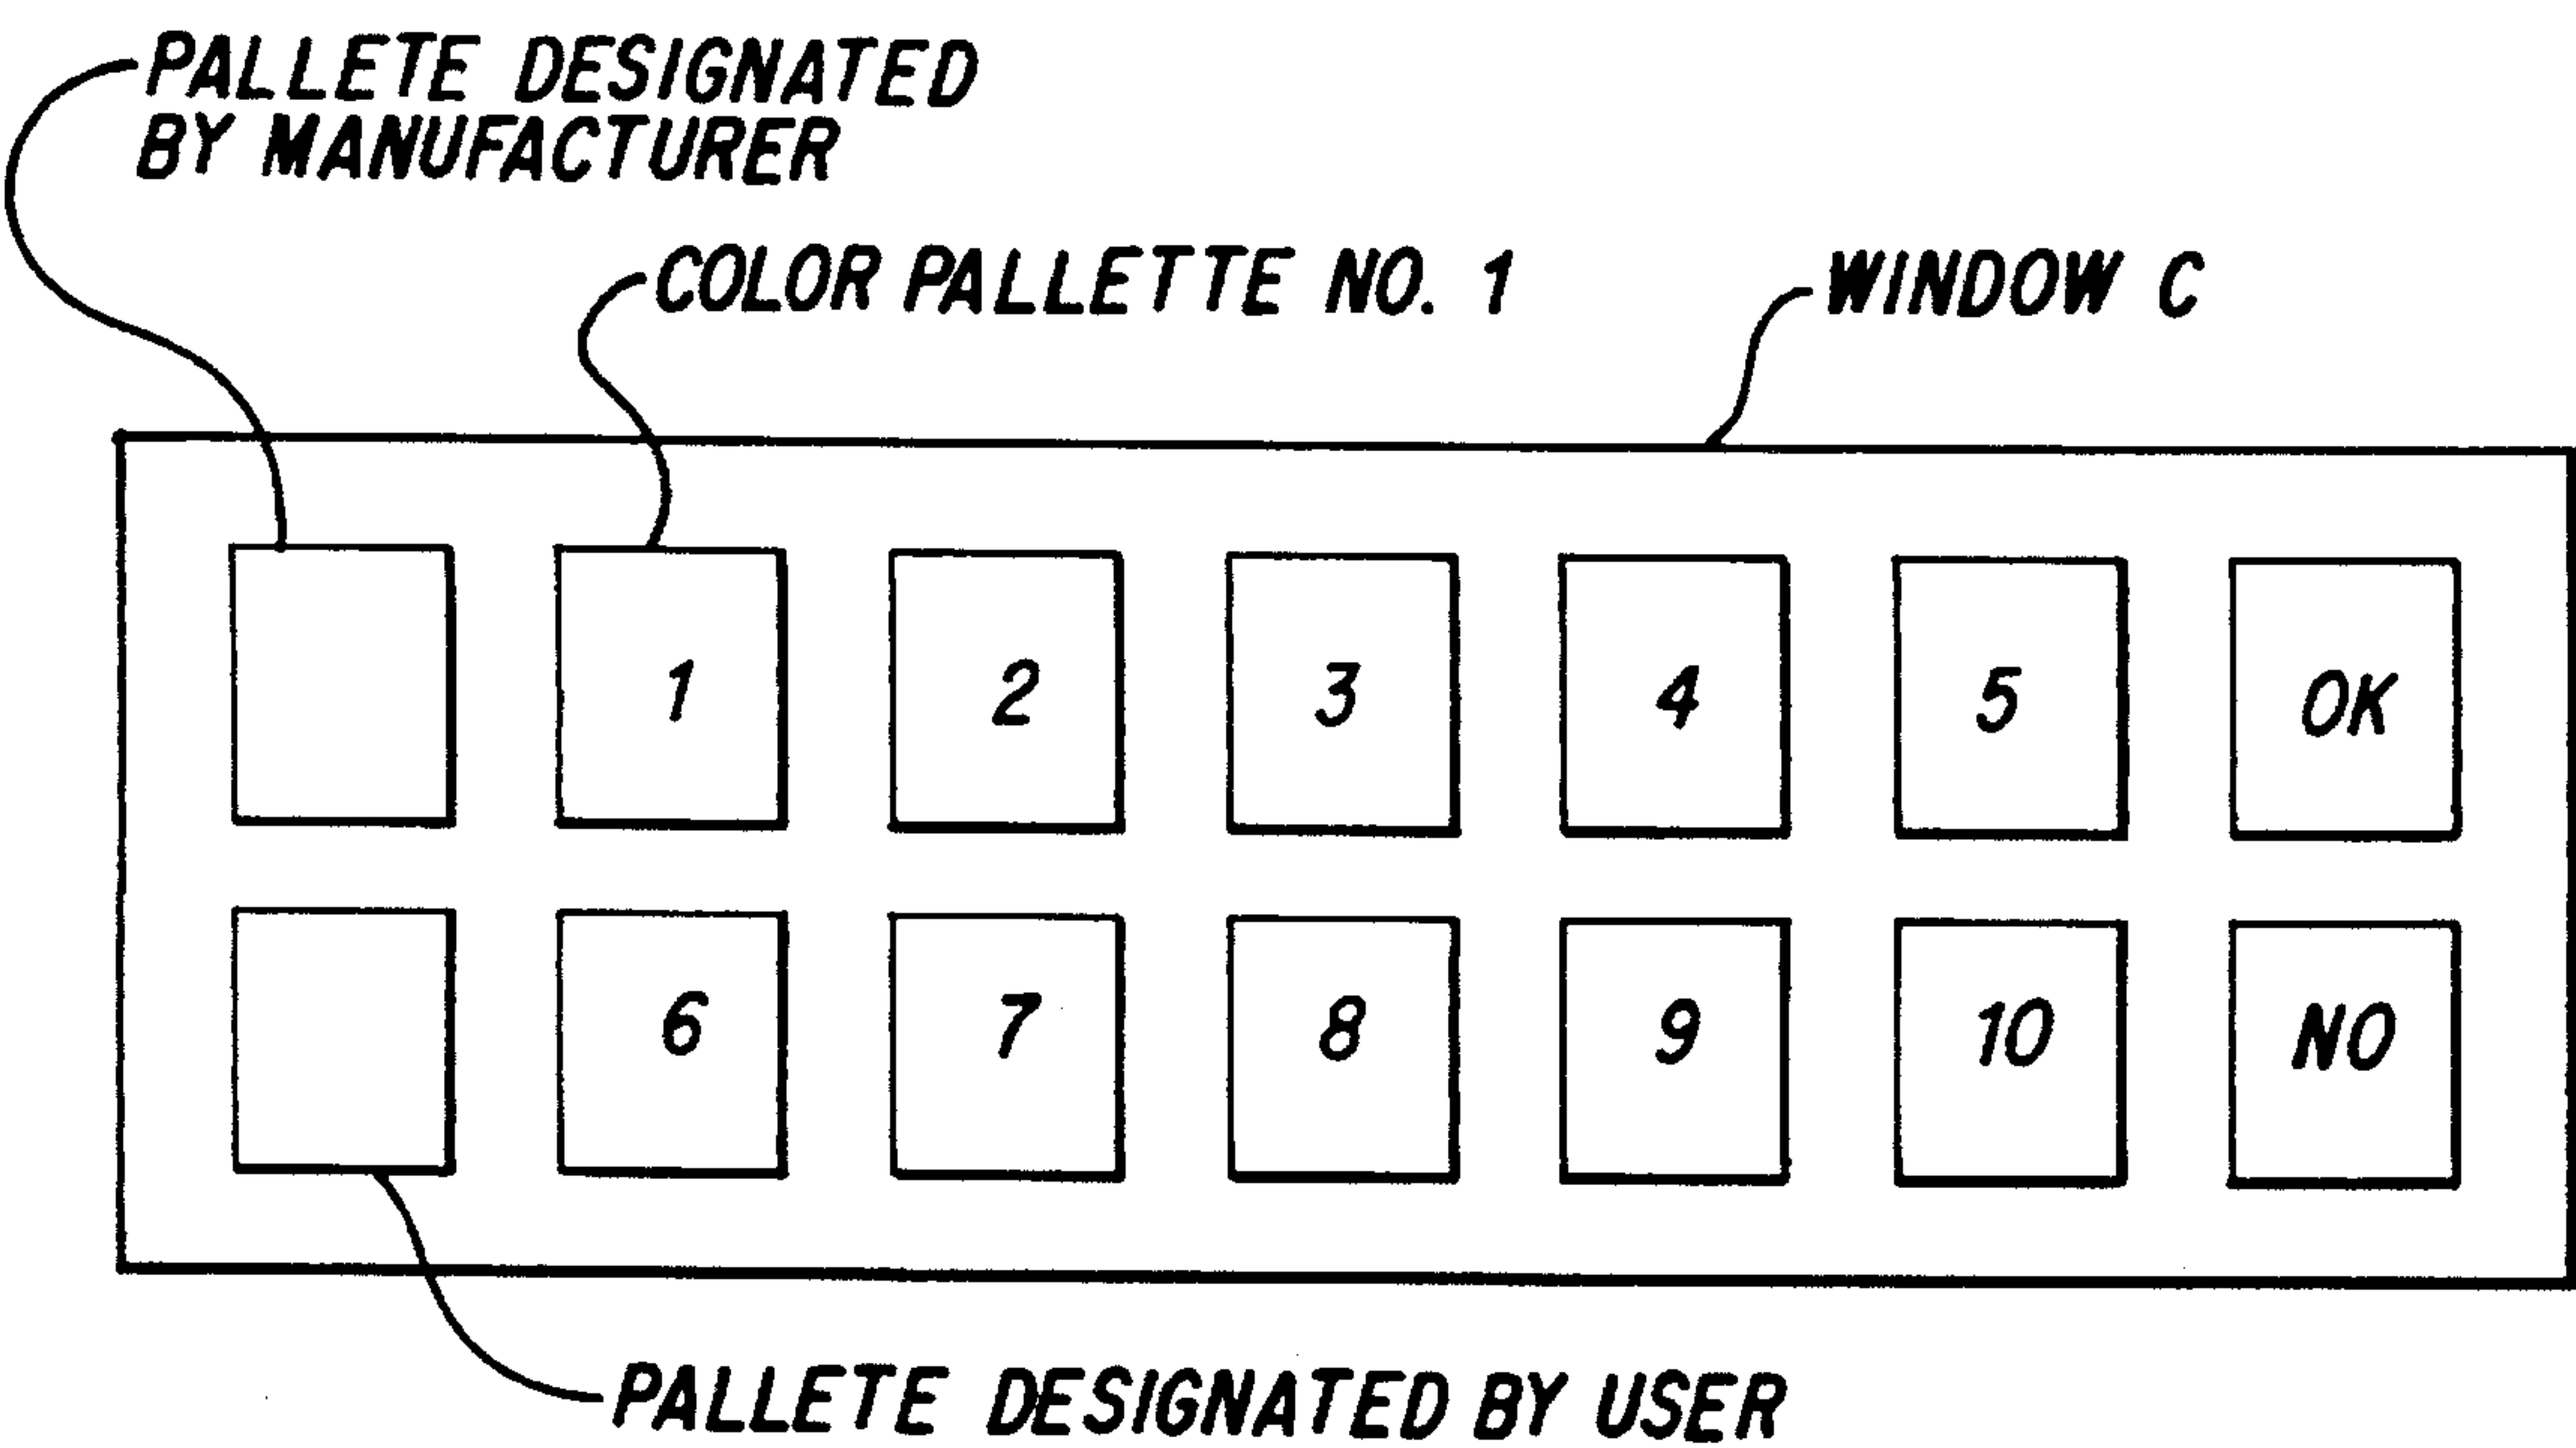 PALLETE DESIGNATED
BY MANUFACTURER
COLOR PALLETTE NO. 1
WINDOW C
1 2 3 4 5 OK
6 7 8 9 10 NO
PALLETE DESIGNATED BY USER